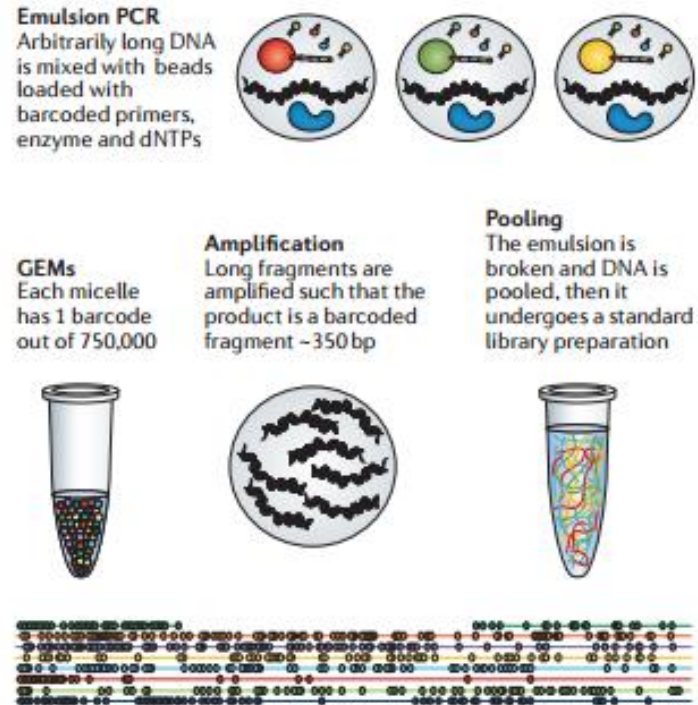 Emulsion PCR
Arbitrarily long DNA
is mixed with beads
loaded with
barcoded primers,
enzyme and dNTPs
GEMs
Each micelle
has 1 barcode
out of 750,000
Amplification
Long fragments are
amplified such that the
product is a barcoded
fragment ~350 bp
Pooling
The emulsion is
broken and DNA is
pooled, then it
undergoes a standard
library preparation